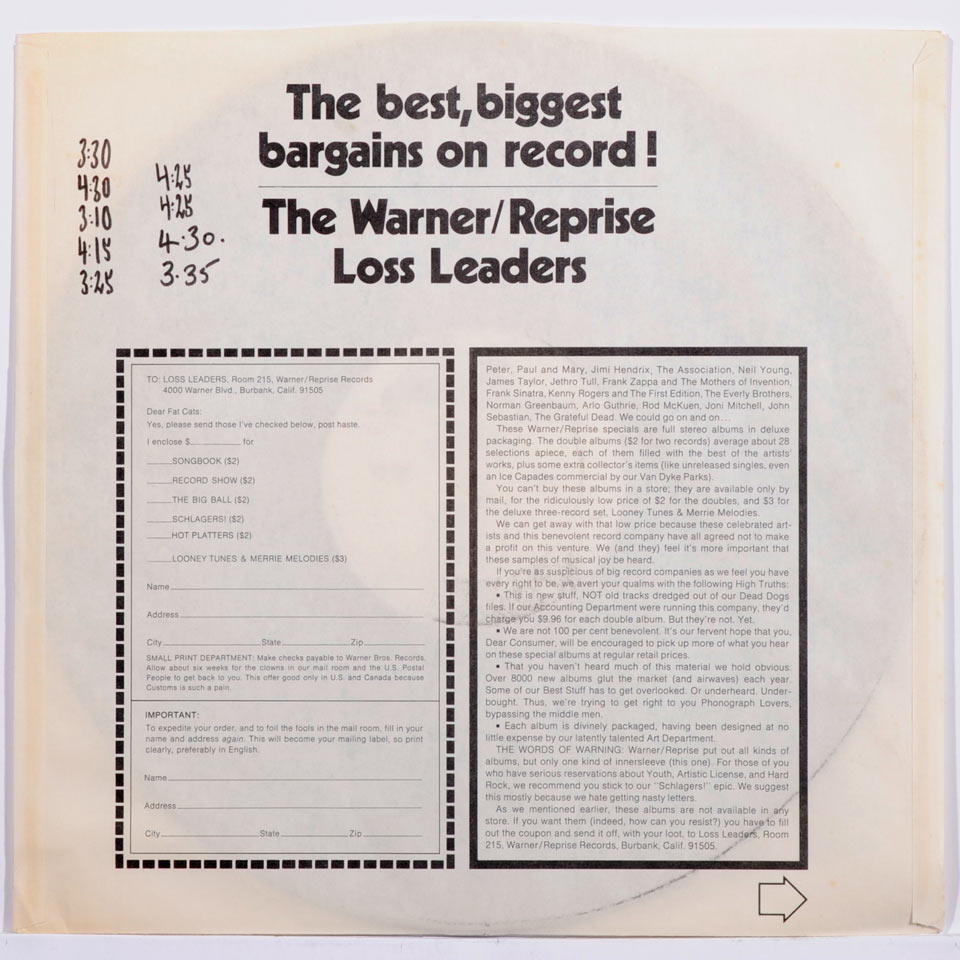 The best, biggest
bargains on record!
The Warner/Reprise
Loss Leaders
3:30
4:30
3:10
4:15
3:25
4:25
4:25
4.30.
3.35
TO: LOSS LEADERS, Room 215, Warner/Reprise Records
4000 Warner Blvd., Burbank, Calif. 91505
Dear Fat Cats:
Yes, please send those I've checked below, post haste.
I enclose $ for
SONGBOOK ($2)
RECORD SHOW ($2)
THE BIG BALL ($2)
SCHLAGERS! ($2)
HOT PLATTERS ($2)
LOONEY TUNES & MERRIE MELODIES ($3)
Name
Address
City State Zip
SMALL PRINT DEPARTMENT: Make checks payable to Warner Bros. Records.
Allow about six weeks for the clowns in our mail room and the U.S. Postal
People to get back to you. This offer good only in U.S. and Canada because
Customs is such a pain.
IMPORTANT:
To expedite your order, and to foil the fools in the mail room, fill in your
name and address again. This will become your mailing label, so print
clearly, preferably in English.
Name
Address
City State Zip
Peter, Paul and Mary, Jimi Hendrix, The Association, Neil Young,
James Taylor, Jethro Tull, Frank Zappa and The Mothers of Invention,
Frank Sinatra, Kenny Rogers and The First Edition, The Everly Brothers,
Norman Greenbaum, Arlo Guthrie, Rod McKuen, Joni Mitchell, John
Sebastian, The Grateful Dead. We could go on and on...
These Warner/Reprise specials are full stereo albums in deluxe
packaging. The double albums ($2 for two records) average about 28
selections apiece, each of them filled with the best of the artists'
works, plus some extra collector's items (like unreleased singles, even
an Ice Capades commercial by our Van Dyke Parks).
You can't buy these albums in a store; they are available only by
mail, for the ridiculously low price of $2 for the doubles, and $3 for
the deluxe three-record set, Looney Tunes & Merrie Melodies.
We can get away with that low price because these celebrated art-
ists and this benevolent record company have all agreed not to make
a profit on this venture. We (and they) feel it's more important that
these samples of musical joy be heard.
If you're as suspicious of big record companies as we feel you have
every right to be, we avert your qualms with the following High Truths:
▪ This is new stuff, NOT old tracks dredged out of our Dead Dogs
files. If our Accounting Department were running this company, they'd
charge you $9.96 for each double album. But they're not. Yet.
▪ We are not 100 per cent benevolent. It's our fervent hope that you,
Dear Consumer, will be encouraged to pick up more of what you hear
on these special albums at regular retail prices.
▪ That you haven't heard much of this material we hold obvious.
Over 8000 new albums glut the market (and airwaves) each year.
Some of our Best Stuff has to get overlooked. Or underheard. Under-
bought. Thus, we're trying to get right to you Phonograph Lovers,
bypassing the middle men.
▪ Each album is divinely packaged, having been designed at no
little expense by our latently talented Art Department.
THE WORDS OF WARNING: Warner/Reprise put out all kinds of
albums, but only one kind of innersleeve (this one). For those of you
who have serious reservations about Youth, Artistic License, and Hard
Rock, we recommend you stick to our "Schlagers!" epic. We suggest
this mostly because we hate getting nasty letters.
As we mentioned earlier, these albums are not available in any
store. If you want them (indeed, how can you resist?) you have to fill
out the coupon and send it off, with your loot, to Loss Leaders, Room
215, Warner/Reprise Records, Burbank, Calif. 91505.